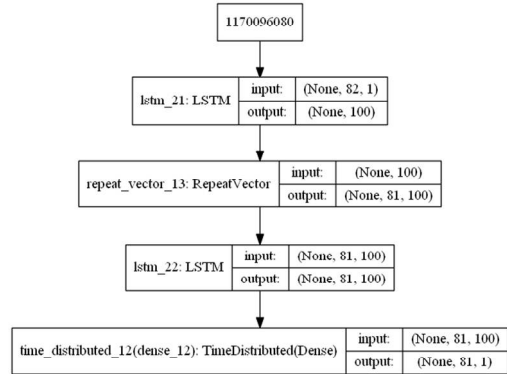 1170096080
lstm_21: LSTM
input: (None, 82, 1)
output: (None, 100)
repeat_vector_13: RepeatVector
input: (None, 100)
output: (None, 81, 100)
lstm_22: LSTM
input: (None, 81, 100)
output: (None, 81, 100)
time_distributed_12(dense_12): TimeDistributed(Dense)
input: (None, 81, 100)
output: (None, 81, 1)